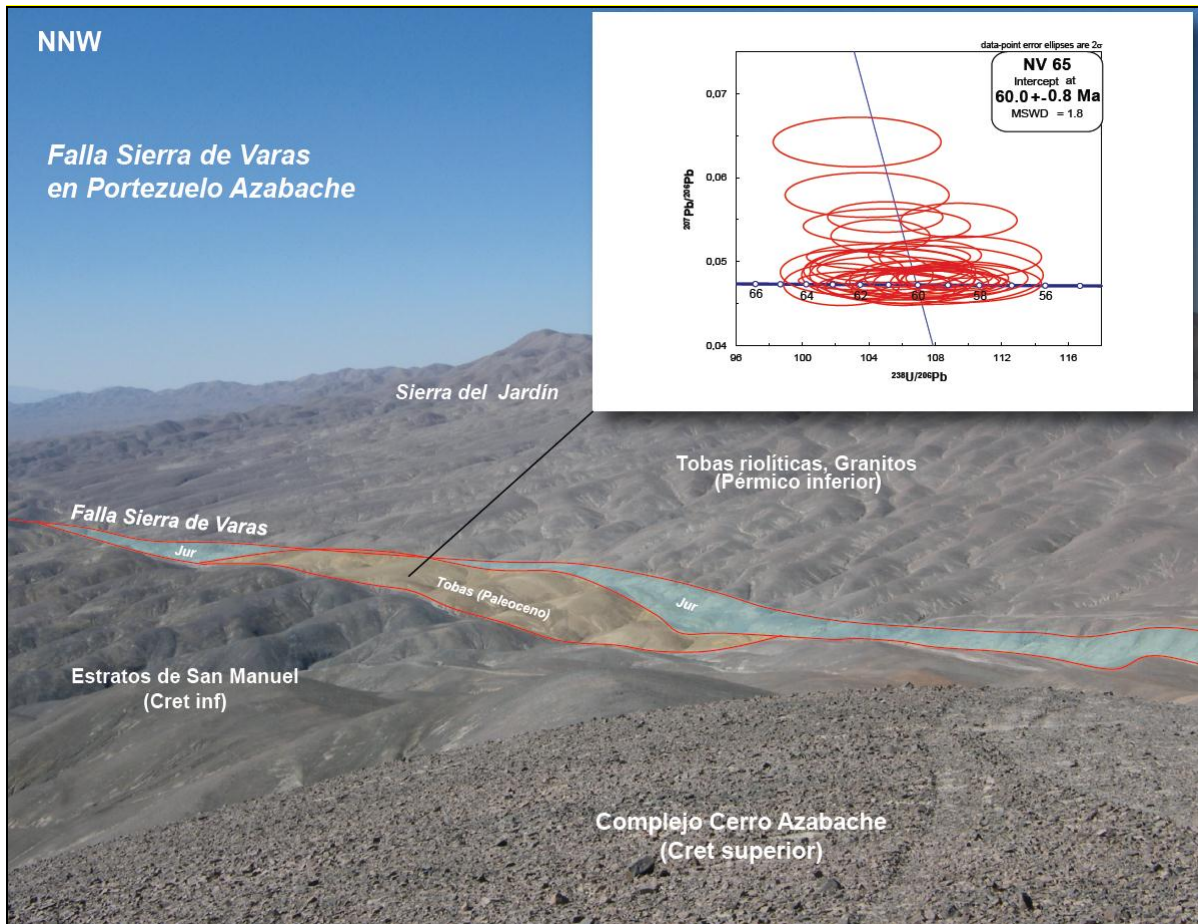 NNW
Falla Sierra de Varas
en Portezuelo Azabache
data-point error ellipses are 2σ
NV 65
Intercept at
60.0+-0.8 Ma
MSWD = 1.8
0,07
0,06
0,05
0,04
207Pb/206Pb
66
64
62
60
58
56
96
100
104
108
112
116
238U/206Pb
Sierra del Jardín
Tobas riolíticas, Granitos
(Pérmico inferior)
Falla Sierra de Varas
Jur
Tobas (Paleoceno)
Jur
Estratos de San Manuel
(Cret inf)
Complejo Cerro Azabache
(Cret superior)